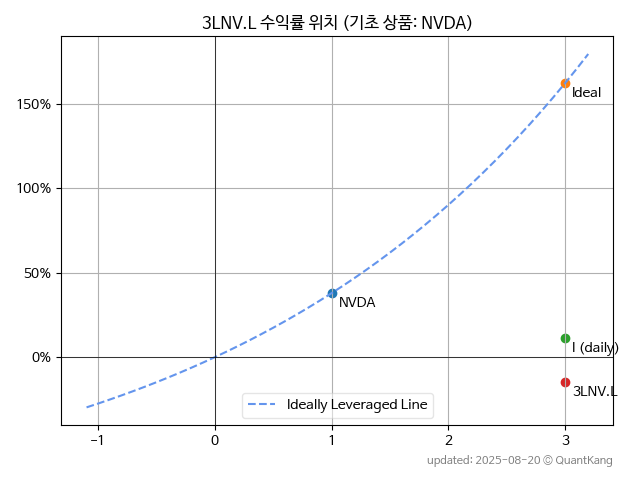 3LNV.L 수익률 위치 (기초 상품: NVDA)
150%
100%
50%
0%
Ideal
NVDA
I (daily)
3LNV.L
Ideally Leveraged Line
−1 0 1 2 3
updated: 2025-08-20 © QuantKang